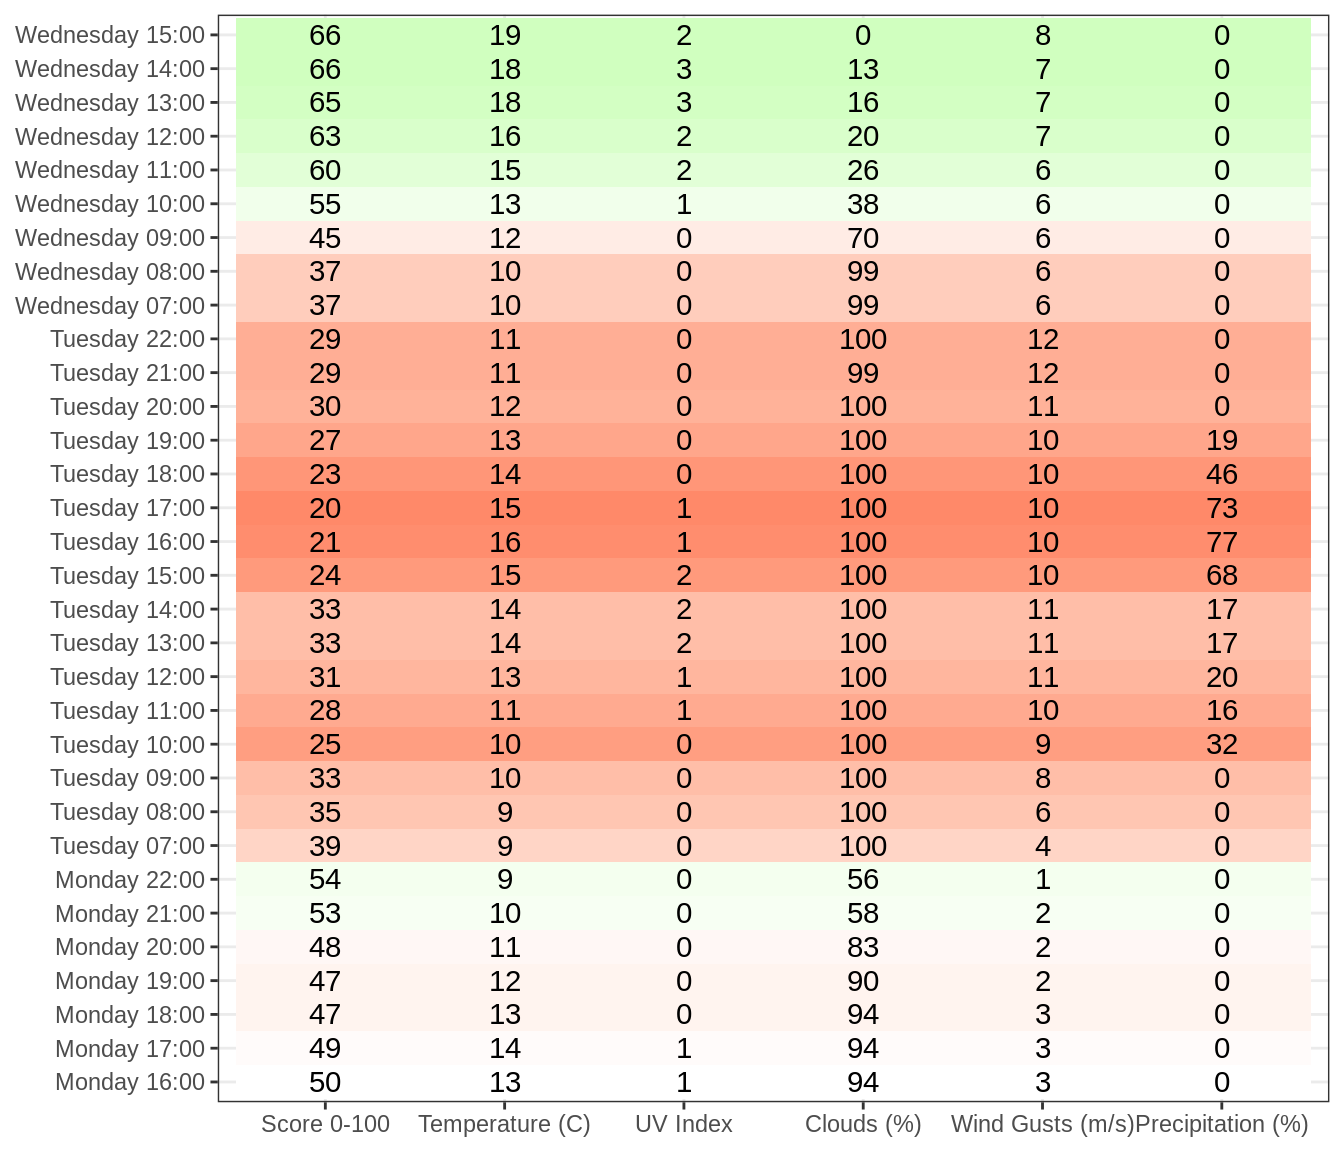 Wednesday 15:00 66 19 2 0 8 0
Wednesday 14:00 66 18 3 13 7 0
Wednesday 13:00 65 18 3 16 7 0
Wednesday 12:00 63 16 2 20 7 0
Wednesday 11:00 60 15 2 26 6 0
Wednesday 10:00 55 13 1 38 6 0
Wednesday 09:00 45 12 0 70 6 0
Wednesday 08:00 37 10 0 99 6 0
Wednesday 07:00 37 10 0 99 6 0
Tuesday 22:00 29 11 0 100 12 0
Tuesday 21:00 29 11 0 99 12 0
Tuesday 20:00 30 12 0 100 11 0
Tuesday 19:00 27 13 0 100 10 19
Tuesday 18:00 23 14 0 100 10 46
Tuesday 17:00 20 15 1 100 10 73
Tuesday 16:00 21 16 1 100 10 77
Tuesday 15:00 24 15 2 100 10 68
Tuesday 14:00 33 14 2 100 11 17
Tuesday 13:00 33 14 2 100 11 17
Tuesday 12:00 31 13 1 100 11 20
Tuesday 11:00 28 11 1 100 10 16
Tuesday 10:00 25 10 0 100 9 32
Tuesday 09:00 33 10 0 100 8 0
Tuesday 08:00 35 9 0 100 6 0
Tuesday 07:00 39 9 0 100 4 0
Monday 22:00 54 9 0 56 1 0
Monday 21:00 53 10 0 58 2 0
Monday 20:00 48 11 0 83 2 0
Monday 19:00 47 12 0 90 2 0
Monday 18:00 47 13 0 94 3 0
Monday 17:00 49 14 1 94 3 0
Monday 16:00 50 13 1 94 3 0
Score 0-100 Temperature (C) UV Index Clouds (%) Wind Gusts (m/s) Precipitation (%)